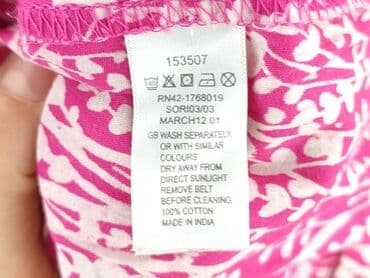 153507
RN42-1768019
SORI03/03
MARCH12 01
GB WASH SEPARATELY
OR WITH SIMILAR
COLOURS
DRY AWAY FROM
DIRECT SUNLIGHT
REMOVE BELT
BEFORE CLEANING
100% COTTON
MADE IN INDIA